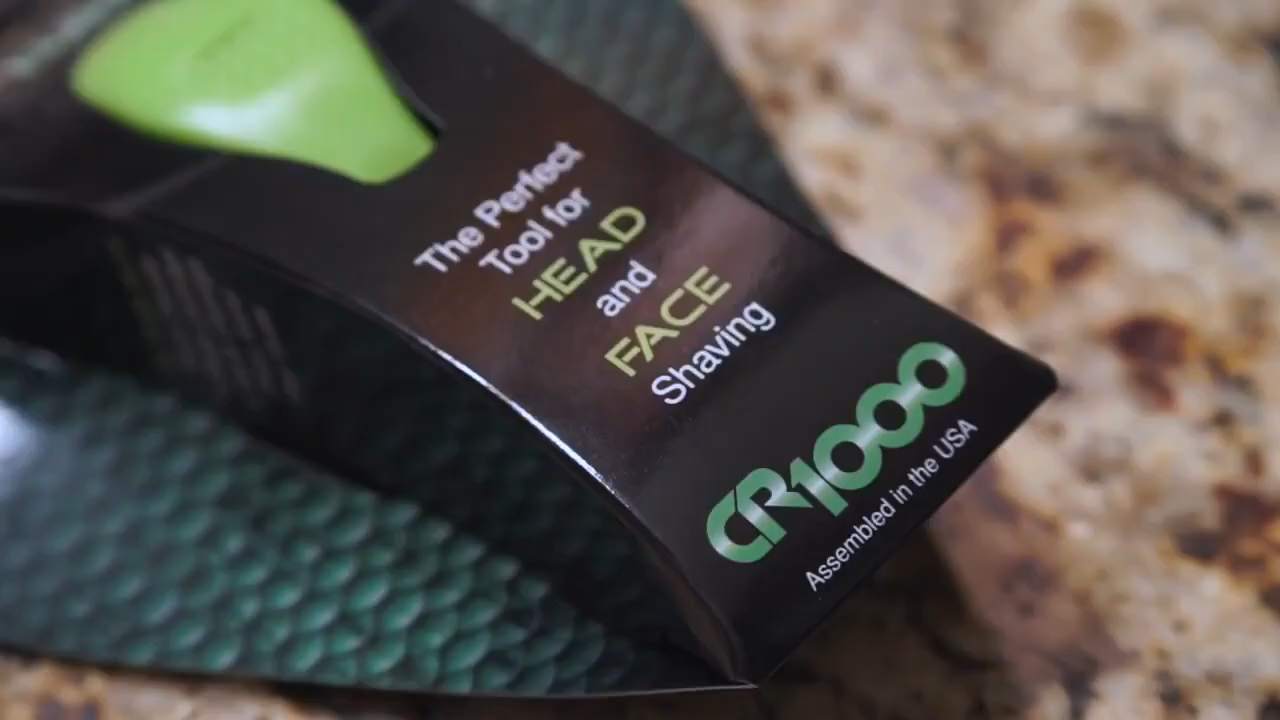 The Perfect
Tool for
HEAD
and
FACE
Shaving
CR1000
Assembled in the USA